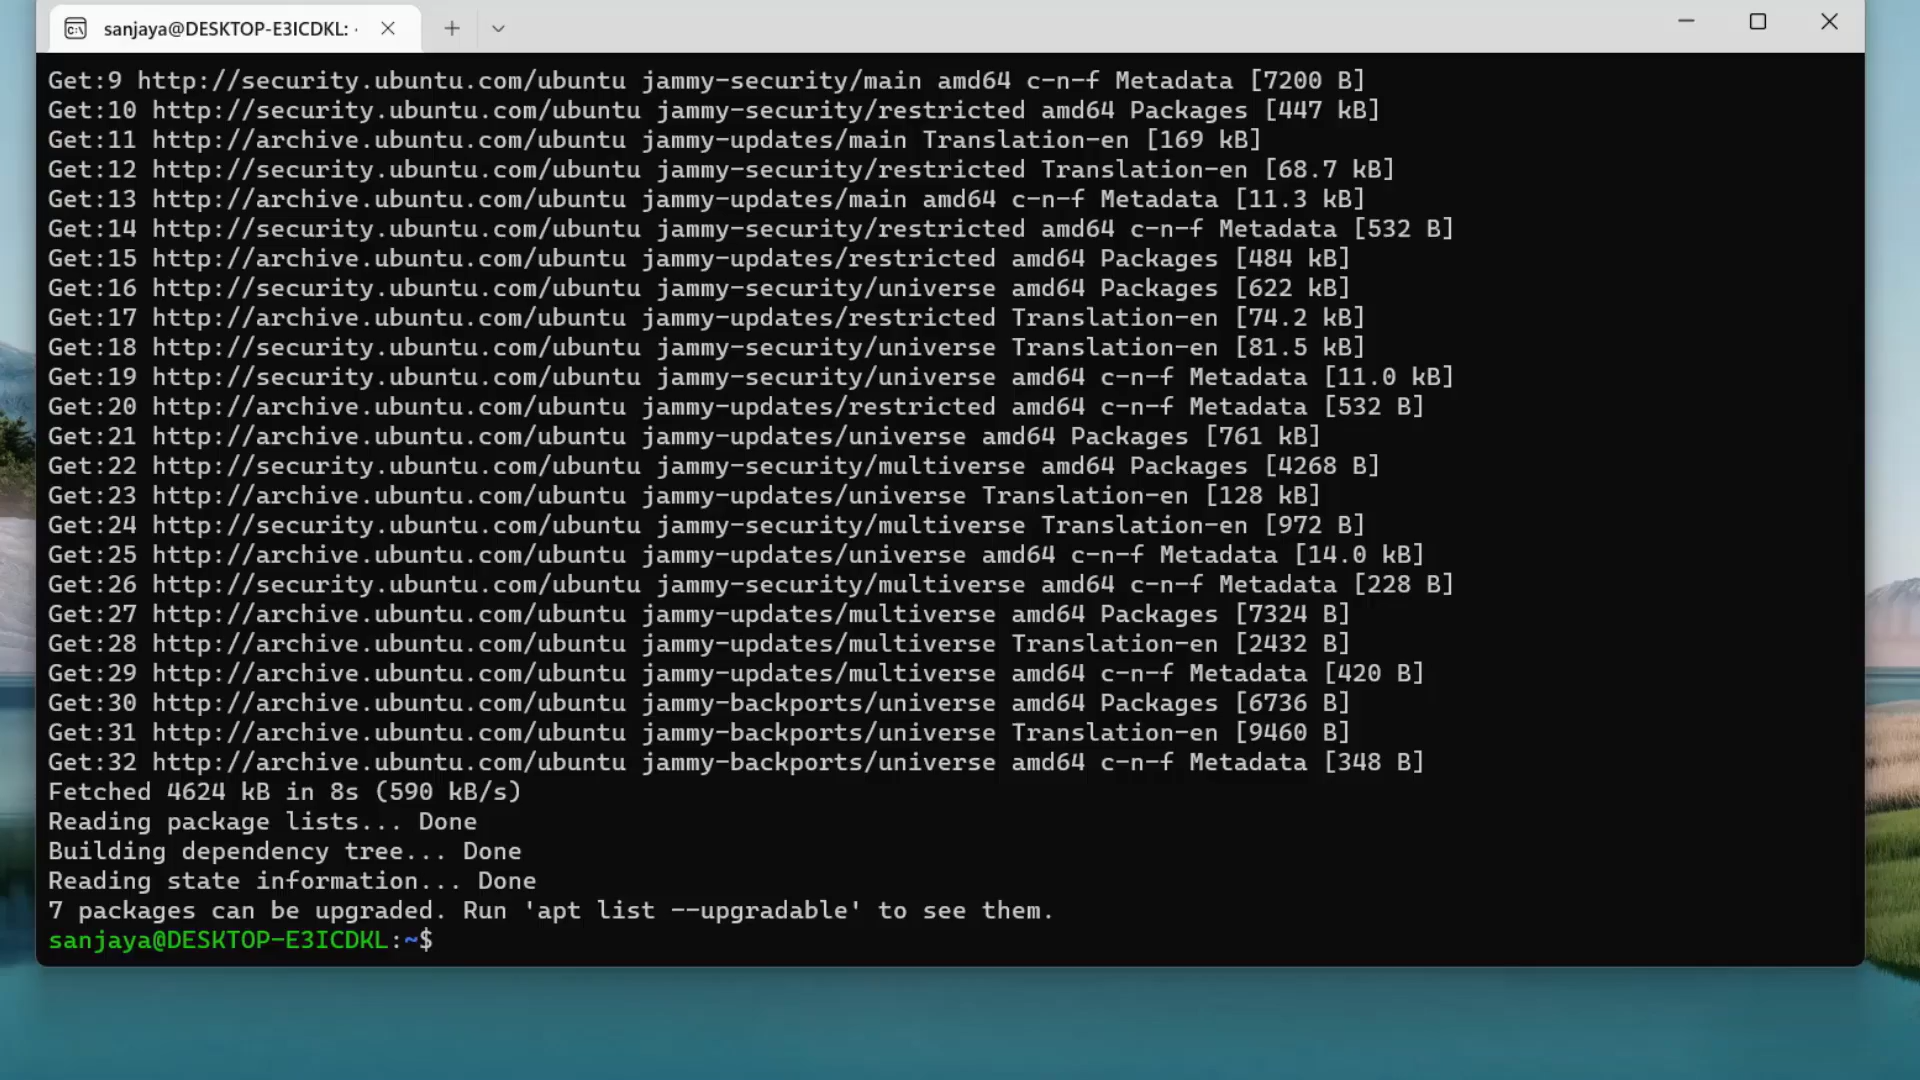 sanjaya@DESKTOP-E3ICDKL:
Get:9 http://security.ubuntu.com/ubuntu jammy-security/main amd64 c-n-f Metadata [7200 B]
Get:10 http://security.ubuntu.com/ubuntu jammy-security/restricted amd64 Packages [447 kB]
Get:11 http://archive.ubuntu.com/ubuntu jammy-updates/main Translation-en [169 kB]
Get:12 http://security.ubuntu.com/ubuntu jammy-security/restricted Translation-en [68.7 kB]
Get:13 http://archive.ubuntu.com/ubuntu jammy-updates/main amd64 c-n-f Metadata [11.3 kB]
Get:14 http://security.ubuntu.com/ubuntu jammy-security/restricted amd64 c-n-f Metadata [532 B]
Get:15 http://archive.ubuntu.com/ubuntu jammy-updates/restricted amd64 Packages [484 kB]
Get:16 http://security.ubuntu.com/ubuntu jammy-security/universe amd64 Packages [622 kB]
Get:17 http://archive.ubuntu.com/ubuntu jammy-updates/restricted Translation-en [74.2 kB]
Get:18 http://security.ubuntu.com/ubuntu jammy-security/universe Translation-en [81.5 kB]
Get:19 http://security.ubuntu.com/ubuntu jammy-security/universe amd64 c-n-f Metadata [11.0 kB]
Get:20 http://archive.ubuntu.com/ubuntu jammy-updates/restricted amd64 c-n-f Metadata [532 B]
Get:21 http://archive.ubuntu.com/ubuntu jammy-updates/universe amd64 Packages [761 kB]
Get:22 http://security.ubuntu.com/ubuntu jammy-security/multiverse amd64 Packages [4268 B]
Get:23 http://archive.ubuntu.com/ubuntu jammy-updates/universe Translation-en [128 kB]
Get:24 http://security.ubuntu.com/ubuntu jammy-security/multiverse Translation-en [972 B]
Get:25 http://archive.ubuntu.com/ubuntu jammy-updates/universe amd64 c-n-f Metadata [14.0 kB]
Get:26 http://security.ubuntu.com/ubuntu jammy-security/multiverse amd64 c-n-f Metadata [228 B]
Get:27 http://archive.ubuntu.com/ubuntu jammy-updates/multiverse amd64 Packages [7324 B]
Get:28 http://archive.ubuntu.com/ubuntu jammy-updates/multiverse Translation-en [2432 B]
Get:29 http://archive.ubuntu.com/ubuntu jammy-updates/multiverse amd64 c-n-f Metadata [420 B]
Get:30 http://archive.ubuntu.com/ubuntu jammy-backports/universe amd64 Packages [6736 B]
Get:31 http://archive.ubuntu.com/ubuntu jammy-backports/universe Translation-en [9460 B]
Get:32 http://archive.ubuntu.com/ubuntu jammy-backports/universe amd64 c-n-f Metadata [348 B]
Fetched 4624 kB in 8s (590 kB/s)
Reading package lists... Done
Building dependency tree... Done
Reading state information... Done
7 packages can be upgraded. Run 'apt list --upgradable' to see them.
sanjaya@DESKTOP-E3ICDKL:~$